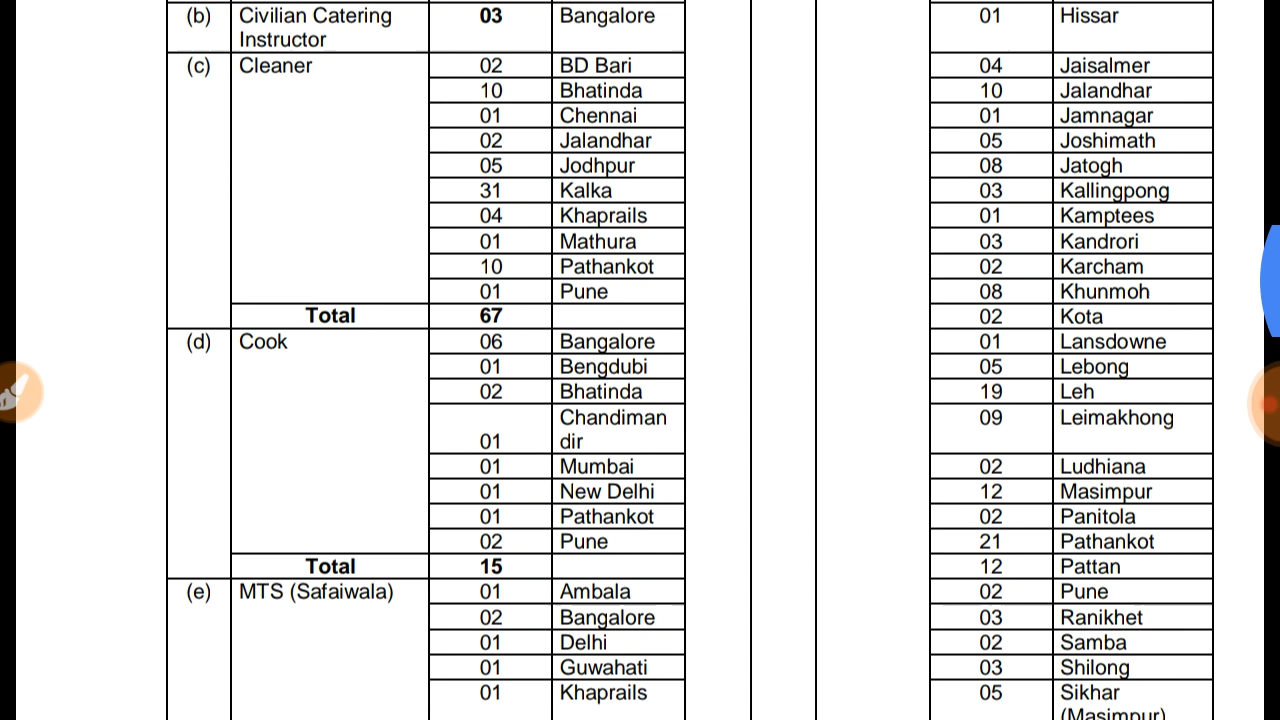 (b) Civilian Catering 03 Bangalore
Instructor
(c) Cleaner 02 BD Bari
10 Bhatinda
01 Chennai
02 Jalandhar
05 Jodhpur
31 Kalka
04 Khaprails
01 Mathura
10 Pathankot
01 Pune
Total 67
(d) Cook 06 Bangalore
01 Bengdubi
02 Bhatinda
Chandiman
01 dir
01 Mumbai
01 New Delhi
01 Pathankot
02 Pune
Total 15
(e) MTS (Safaiwala) 01 Ambala
02 Bangalore
01 Delhi
01 Guwahati
01 Khaprails
01 Hissar
04 Jaisalmer
10 Jalandhar
01 Jamnagar
05 Joshimath
08 Jatogh
03 Kallingpong
01 Kamptees
03 Kandrori
02 Karcham
08 Khunmoh
02 Kota
01 Lansdowne
05 Lebong
19 Leh
09 Leimakhong
02 Ludhiana
12 Masimpur
02 Panitola
21 Pathankot
12 Pattan
02 Pune
03 Ranikhet
02 Samba
03 Shilong
05 Sikhar
(Masimpur)